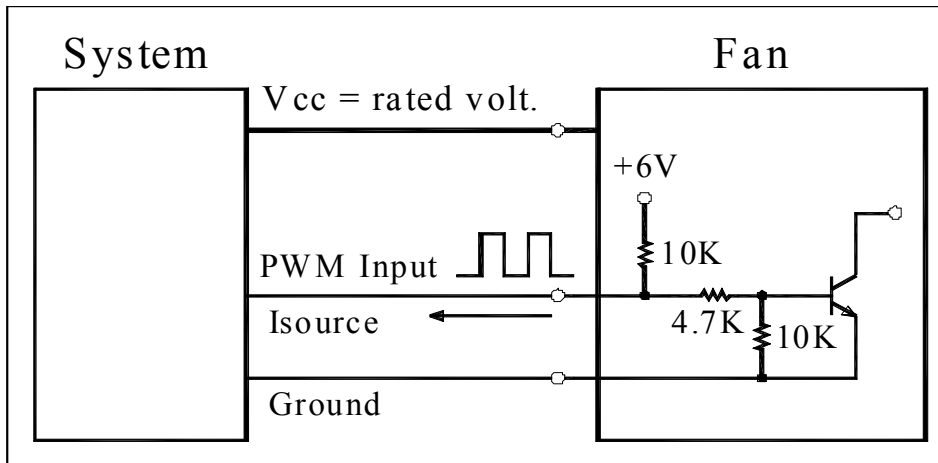 System
Fan
Vcc = rated volt.
+6V
10K
PWM Input
Isource
4.7K
10K
Ground